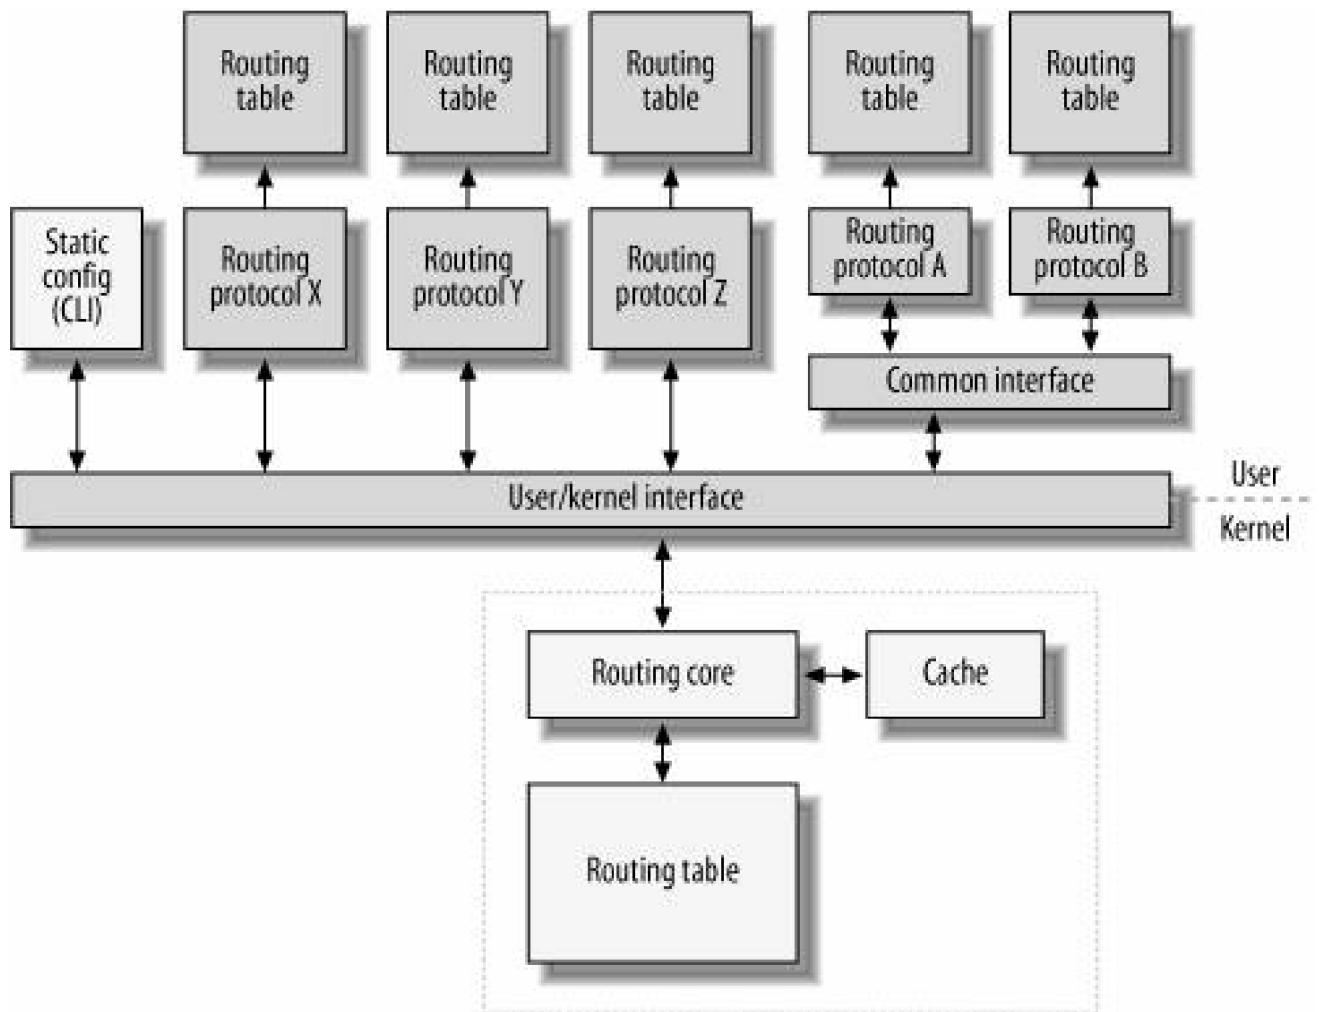 Routing
table
Routing
table
Routing
table
Routing
table
Routing
table
Static
config
(CLI)
Routing
protocol X
Routing
protocol Y
Routing
protocol Z
Routing
protocol A
Routing
protocol B
Common interface
User/kernel interface
User
Kernel
Routing core
Cache
Routing table